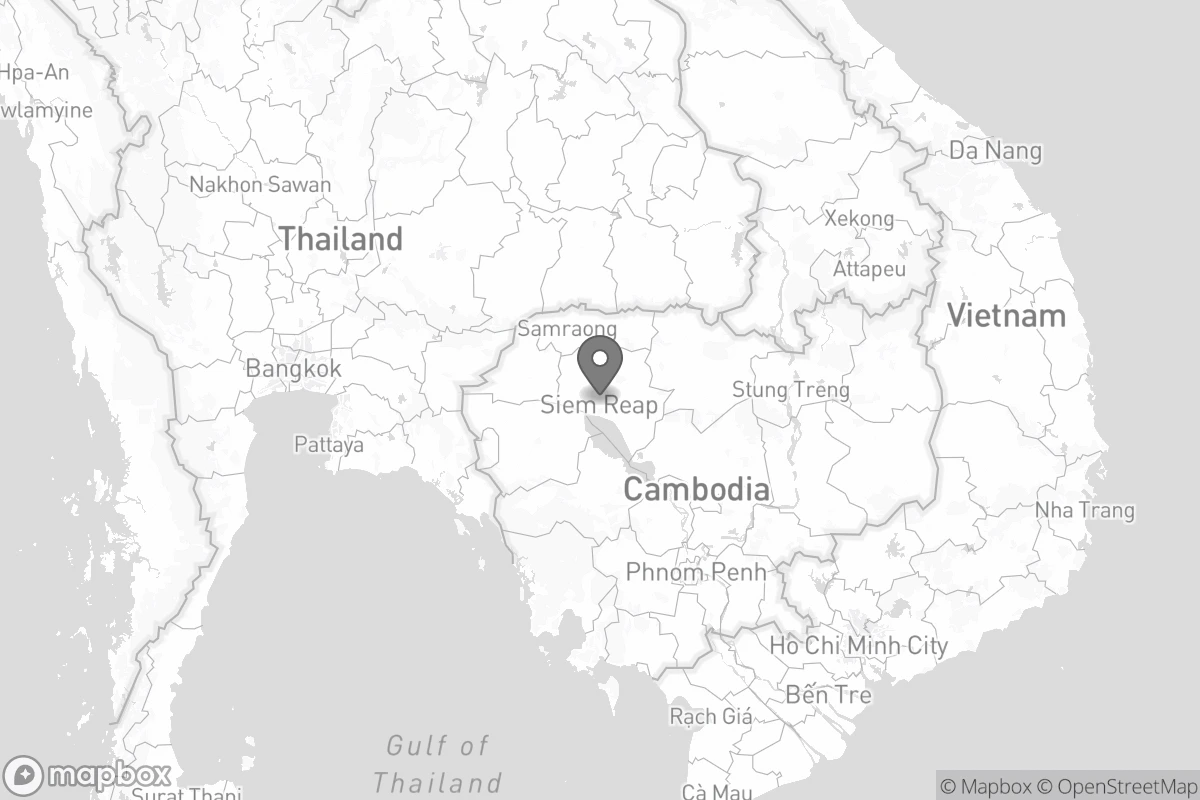 Hpa-An
wlamyine
Da Nang
Nakhon Sawan
Xekong
Thailand
Attapeu
Vietnam
Samraong
Bangkok
Stung Treng
Siem Reap
Pattaya
Cambodia
Nha Trang
Phnom Penh
Ho Chi Minh City
Bến Tre
Rạch Giá
Gulf of
Thailand
mapbox
© Mapbox © OpenStreetMap
Cà Mau
Surat Thani